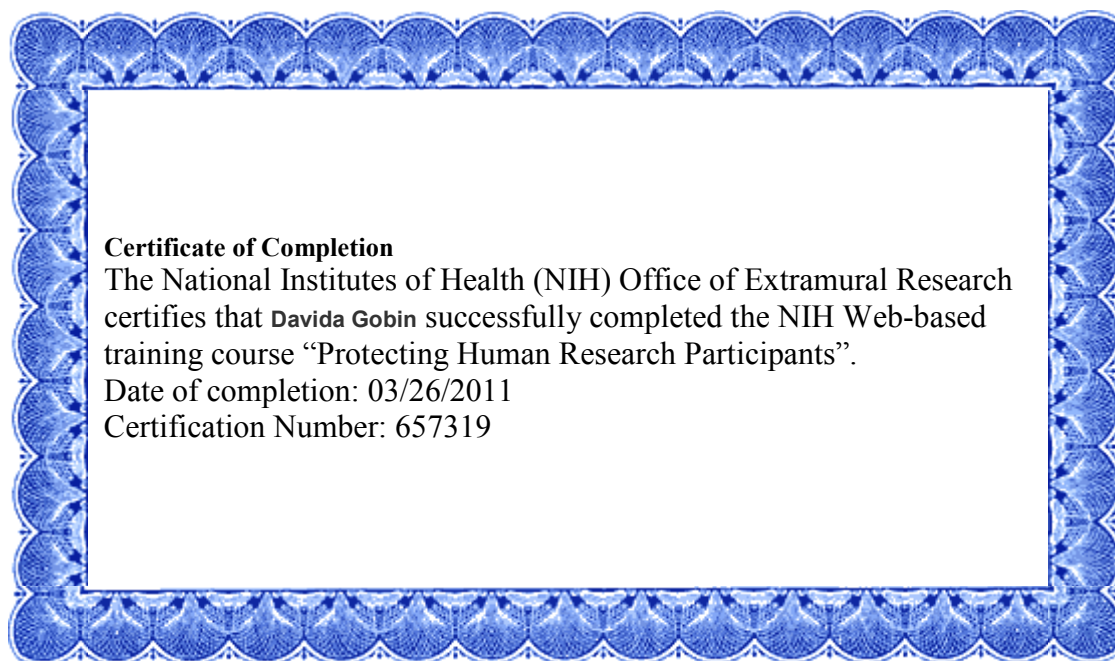 Certificate of Completion
The National Institutes of Health (NIH) Office of Extramural Research
certifies that Davida Gobin successfully completed the NIH Web-based
training course “Protecting Human Research Participants”.
Date of completion: 03/26/2011
Certification Number: 657319